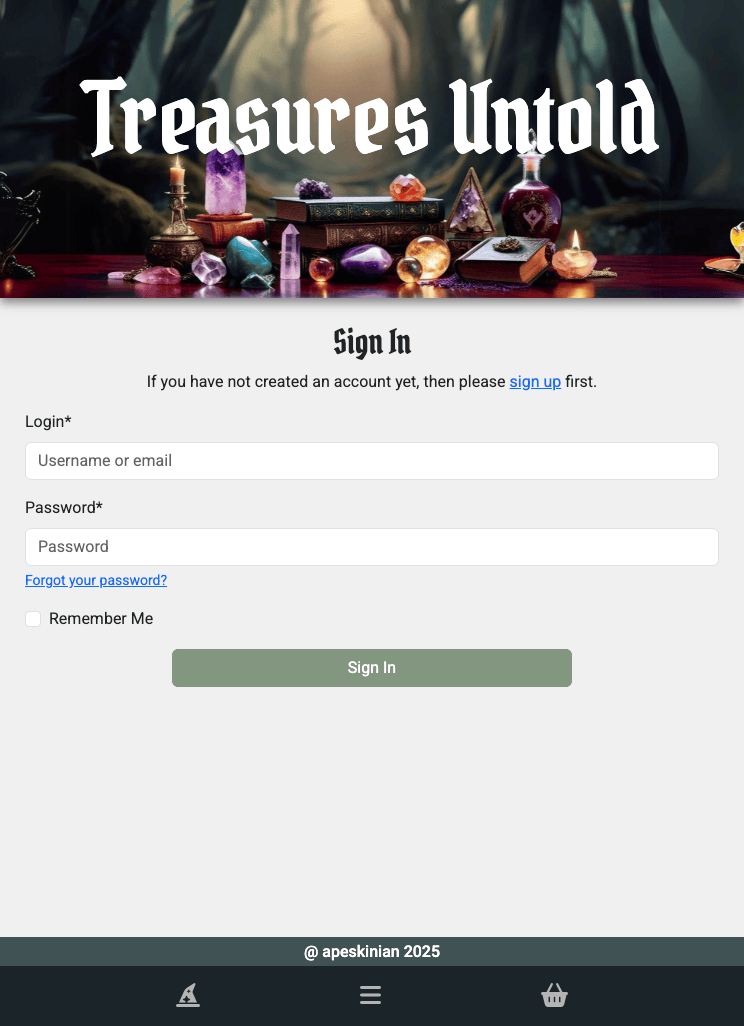 Treasures Untold
Sign In
If you have not created an account yet, then please sign up first.
Login*
Username or email
Password*
Password
Forgot your password?
Remember Me
Sign In
@ apeskinian 2025